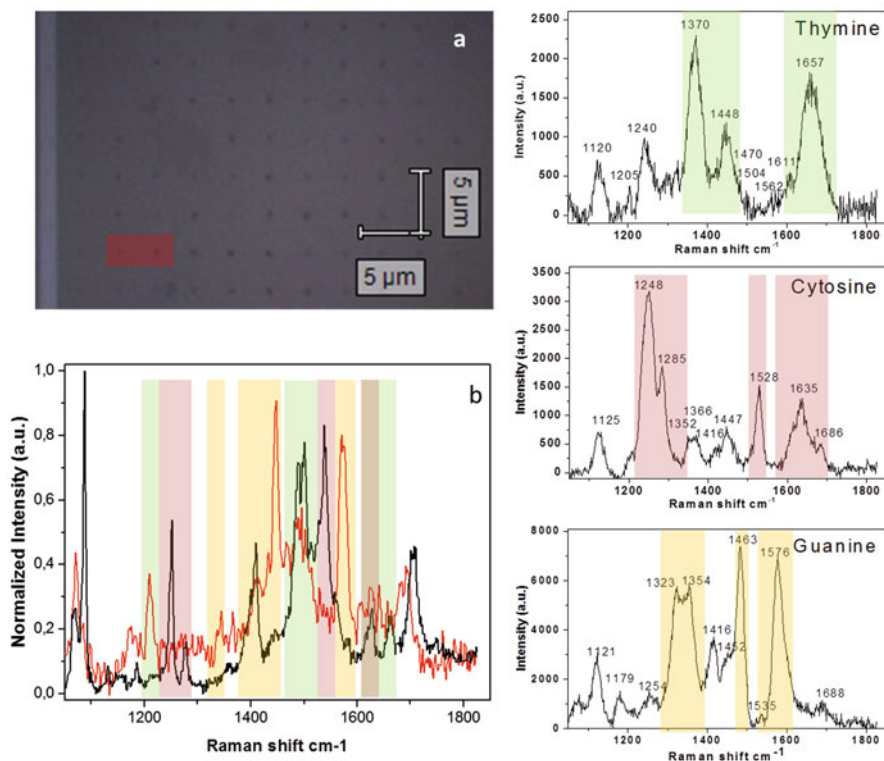 a
5 µm
5 µm
b
1,0
0,8
0,6
0,4
0,2
0,0
Normalized Intensity (a.u.)
1200 1400 1600 1800
Raman shift cm-1
Thymine
2500
2000
1500
1000
500
0
Intensity (a.u.)
1120
1205
1240
1370
1448
1470
1504
1562
1611
1657
1200 1400 1600 1800
Raman shift cm-1
Cytosine
3500
3000
2500
2000
1500
1000
500
0
Intensity (a.u.)
1125
1248
1285
1352
1366
1416
1447
1528
1635
1686
1200 1400 1600 1800
Raman shift cm-1
Guanine
8000
6000
4000
2000
0
Intensity (a.u.)
1121
1179
1254
1323
1354
1416
1452
1463
1535
1576
1688
1200 1400 1600 1800
Raman shift cm-1